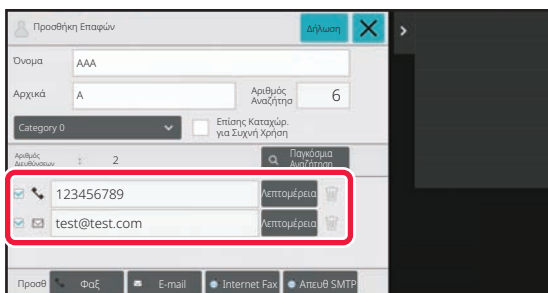 Προσθήκη Επαφών Δήλωση
Όνομα AAA
Αρχικά A Αριθμός Αναζήτησ 6
Category 0 Επίσης Καταχώρ. για Συχνή Χρήση
Αριθμός Διευθύνσεων : 2 Παγκόσμια Αναζήτηση
123456789 Λεπτομέρεια
test@test.com Λεπτομέρεια
Προσθ Φαξ E-mail Internet Fax Απευθ SMTP